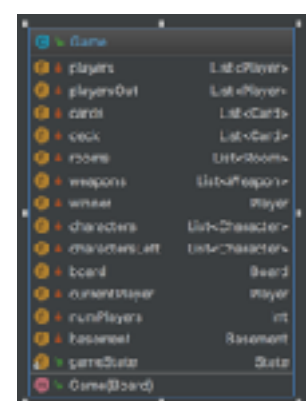 Game
players List<Player>
playersOut List<Player>
cards List<Card>
deck List<Card>
rooms List<Room>
weapons List<Weapon>
winner Player
characters List<Character>
charactersLeft List<Character>
board Board
currentPlayer Player
numPlayers int
basement Basement
gameState State
Game(Board)